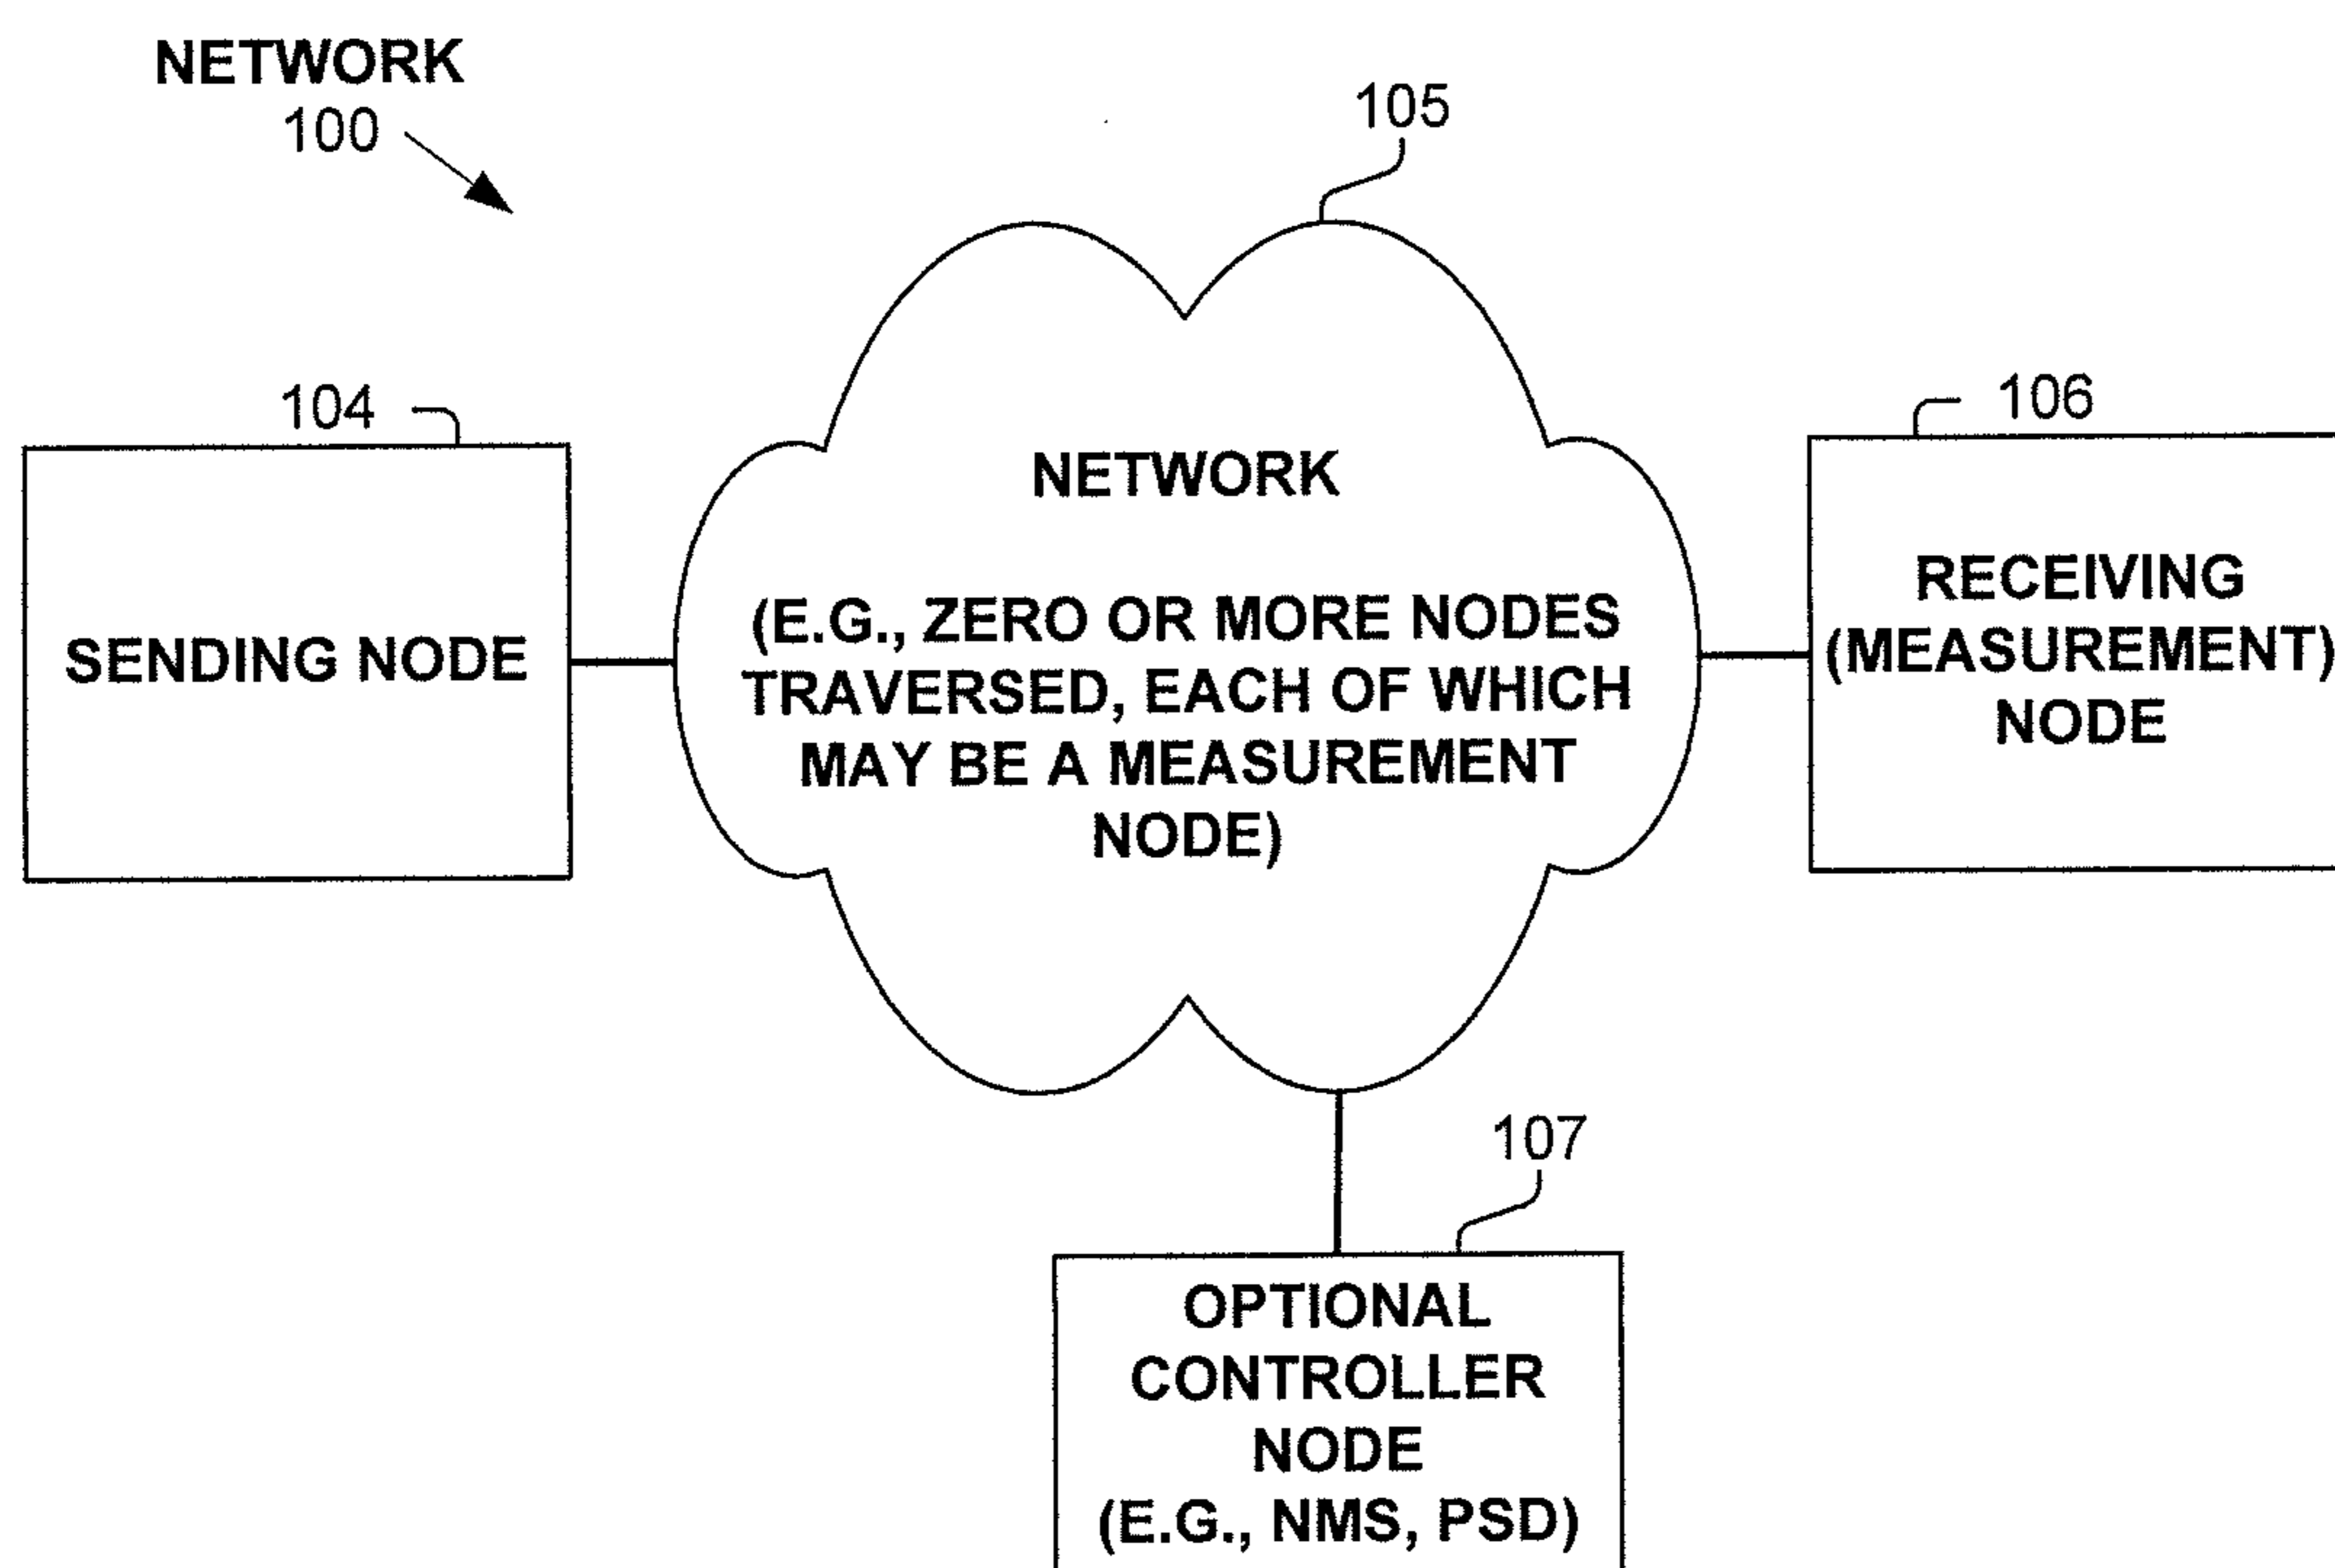 NETWORK
100
105
104
106
NETWORK
(E.G., ZERO OR MORE NODES
TRAVERSED, EACH OF WHICH
MAY BE A MEASUREMENT
NODE)
SENDING NODE
RECEIVING
(MEASUREMENT)
NODE
107
OPTIONAL
CONTROLLER
NODE
(E.G., NMS, PSD)